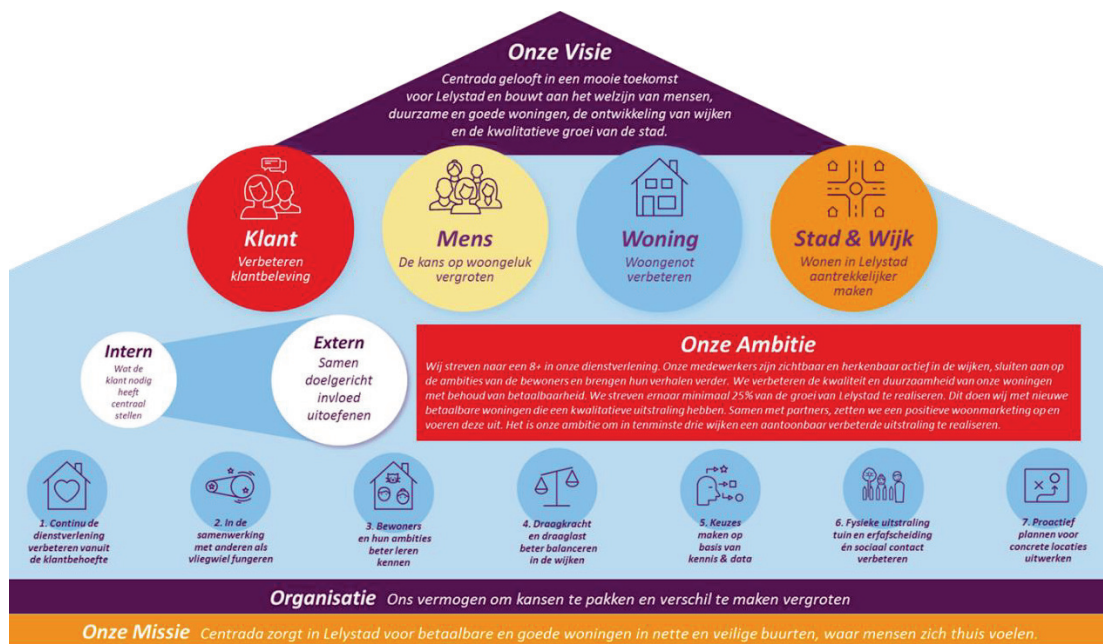 Onze Visie
Centrada gelooft in een mooie toekomst
voor Lelystad en bouwt aan het welzijn van mensen,
duurzame en goede woningen, de ontwikkeling van wijken
en de kwalitatieve groei van de stad.
Klant
Verbeteren
klantbeleving
Mens
De kans op woongeluk
vergroten
Woning
Woongenot
verbeteren
Stad & Wijk
Wonen in Lelystad
aantrekkelijker
maken
Intern
Wat de
klant nodig
heeft
centraal
stellen
Extern
Samen
doelgericht
invloed
uitoefenen
Onze Ambitie
Wij streven naar een 8+ in onze dienstverlening. Onze medewerkers zijn zichtbaar en herkenbaar actief in de wijken, sluiten aan op
de ambities van de bewoners en brengen hun verhalen verder. We verbeteren de kwaliteit en duurzaamheid van onze woningen
met behoud van betaalbaarheid. We streven ernaar minimaal 25% van de groei van Lelystad te realiseren. Dit doen wij met nieuwe
betaalbare woningen die een kwalitatieve uitstraling hebben. Samen met partners, zetten we een positieve woonmarketing op en
voeren deze uit. Het is onze ambitie om in tenminste drie wijken een aantoonbaar verbeterde uitstraling te realiseren.
1. Continu de
dienstverlening
verbeteren vanuit
de klantbehoefte
2. In de
samenwerking
met anderen als
vliegwiel fungeren
3. Bewoners
en hun ambities
beter leren
kennen
4. Draagkracht
en draaglast
beter balanceren
in de wijken
5. Keuzes
maken op
basis van
kennis & data
6. Fysieke uitstraling
tuin en erfafscheiding
én sociaal contact
verbeteren
7. Proactief
plannen voor
concrete locaties
uitwerken
Organisatie Ons vermogen om kansen te pakken en verschil te maken vergroten
Onze Missie Centrada zorgt in Lelystad voor betaalbare en goede woningen in nette en veilige buurten, waar mensen zich thuis voelen.